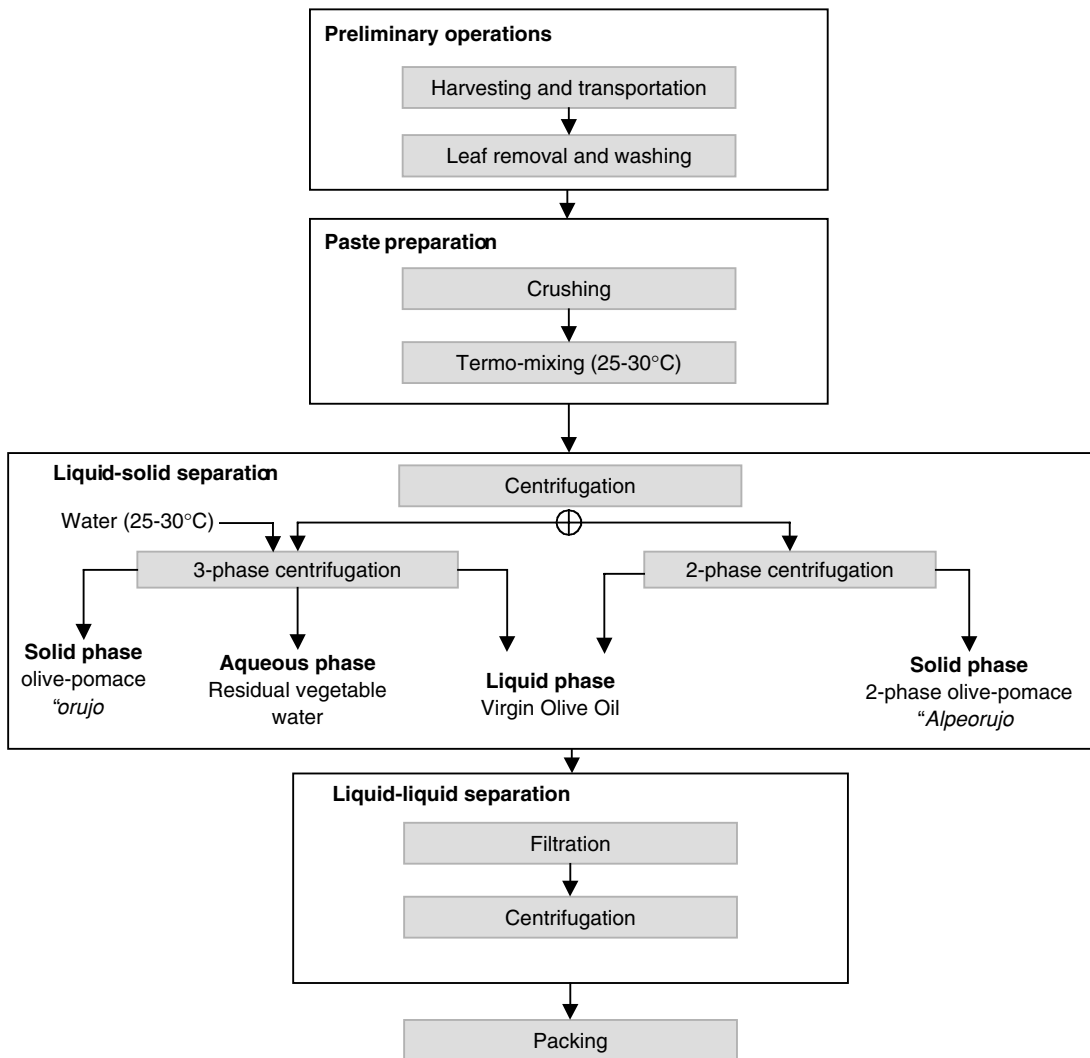 Preliminary operations
Harvesting and transportation
Leaf removal and washing
Paste preparation
Crushing
Termo-mixing (25-30°C)
Liquid-solid separation
Centrifugation
Water (25-30°C)
3-phase centrifugation
2-phase centrifugation
Solid phase
olive-pomace
“orujo
Aqueous phase
Residual vegetable
water
Liquid phase
Virgin Olive Oil
Solid phase
2-phase olive-pomace
“Alpeorujo
Liquid-liquid separation
Filtration
Centrifugation
Packing